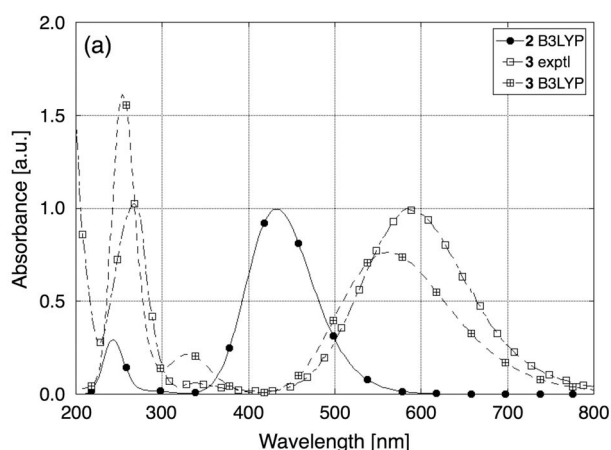 (a)
2 B3LYP
3 exptl
3 B3LYP
Absorbance [a.u.]
2.0
1.5
1.0
0.5
0.0
200 300 400 500 600 700 800
Wavelength [nm]